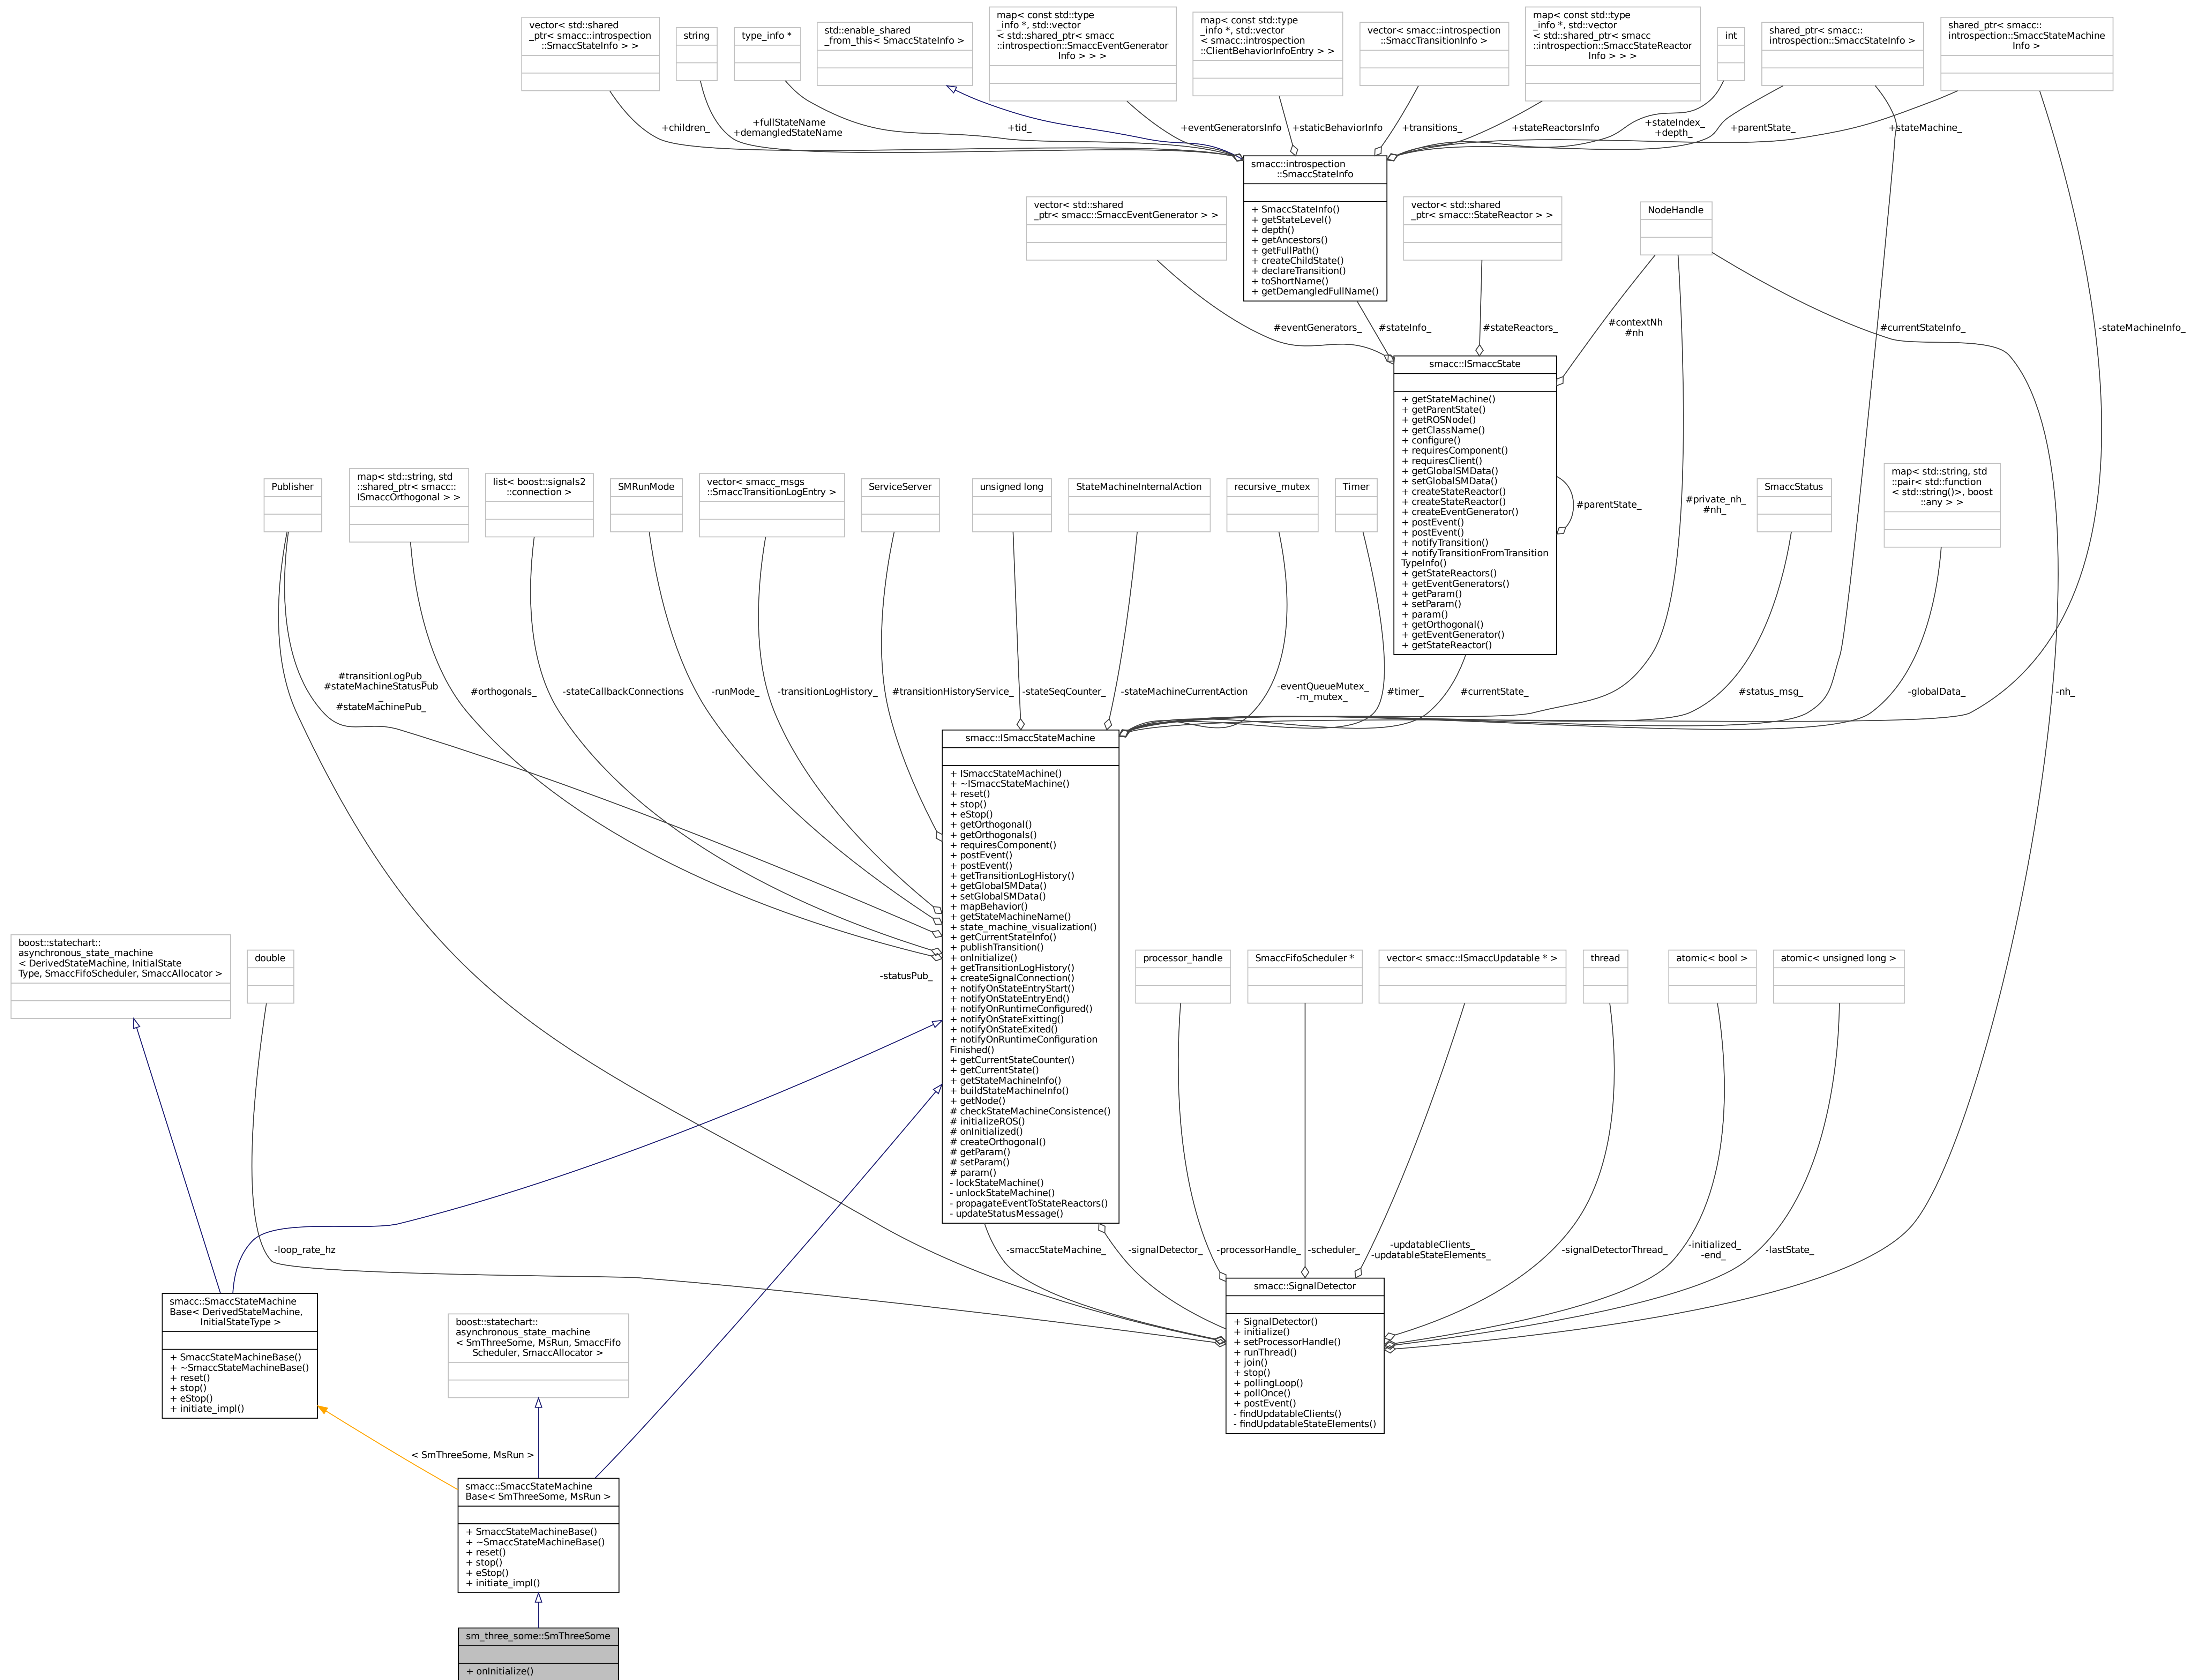 vector< std::shared
_ptr< smacc::introspection
::SmaccStateInfo > >
string
type_info *
std::enable_shared
_from_this< SmaccStateInfo >
map< const std::type
_info *, std::vector
< std::shared_ptr< smacc
::introspection::SmaccEventGenerator
Info > > >
map< const std::type
_info *, std::vector
< smacc::introspection
::ClientBehaviorInfoEntry > >
vector< smacc::introspection
::SmaccTransitionInfo >
map< const std::type
_info *, std::vector
< std::shared_ptr< smacc
::introspection::SmaccStateReactor
Info > > >
int
shared_ptr< smacc::
introspection::SmaccStateInfo >
shared_ptr< smacc::
introspection::SmaccStateMachine
Info >
+children_
+fullStateName
+demangledStateName
+tid_
+eventGeneratorsInfo
+staticBehaviorInfo
+transitions_
+stateReactorsInfo
+stateIndex_
+depth_
+parentState_
+stateMachine_
smacc::introspection
::SmaccStateInfo
+ SmaccStateInfo()
+ getStateLevel()
+ depth()
+ getAncestors()
+ getFullPath()
+ createChildState()
+ declareTransition()
+ toShortName()
+ getDemangledFullName()
vector< std::shared
_ptr< smacc::SmaccEventGenerator > >
vector< std::shared
_ptr< smacc::StateReactor > >
NodeHandle
#eventGenerators_
#stateInfo_
#stateReactors_
#contextNh
#nh
#currentStateInfo_
-stateMachineInfo_
smacc::ISmaccState
+ getStateMachine()
+ getParentState()
+ getROSNode()
+ getClassName()
+ configure()
+ requiresComponent()
+ requiresClient()
+ getGlobalSMData()
+ setGlobalSMData()
+ createStateReactor()
+ createStateReactor()
+ createEventGenerator()
+ postEvent()
+ postEvent()
+ notifyTransition()
+ notifyTransitionFromTransition
TypeInfo()
+ getStateReactors()
+ getEventGenerators()
+ getParam()
+ setParam()
+ param()
+ getOrthogonal()
+ getEventGenerator()
+ getStateReactor()
#parentState_
#private_nh_
#nh_
Publisher
map< std::string, std
::shared_ptr< smacc::
ISmaccOrthogonal > >
list< boost::signals2
::connection >
SMRunMode
vector< smacc_msgs
::SmaccTransitionLogEntry >
ServiceServer
unsigned long
StateMachineInternalAction
recursive_mutex
Timer
SmaccStatus
map< std::string, std
::pair< std::function
< std::string()>, boost
::any > >
#transitionLogPub_
#stateMachineStatusPub
_
#stateMachinePub_
#orthogonals_
-stateCallbackConnections
-runMode_
-transitionLogHistory_
#transitionHistoryService_
-stateSeqCounter_
-stateMachineCurrentAction
-eventQueueMutex_
-m_mutex_
#timer_
#currentState_
#status_msg_
-globalData_
-nh_
smacc::ISmaccStateMachine
+ ISmaccStateMachine()
+ ~ISmaccStateMachine()
+ reset()
+ stop()
+ eStop()
+ getOrthogonal()
+ getOrthogonals()
+ requiresComponent()
+ postEvent()
+ postEvent()
+ getTransitionLogHistory()
+ getGlobalSMData()
+ setGlobalSMData()
+ mapBehavior()
+ getStateMachineName()
+ state_machine_visualization()
+ getCurrentStateInfo()
+ publishTransition()
+ onInitialize()
+ getTransitionLogHistory()
+ createSignalConnection()
+ notifyOnStateEntryStart()
+ notifyOnStateEntryEnd()
+ notifyOnRuntimeConfigured()
+ notifyOnStateExitting()
+ notifyOnStateExited()
+ notifyOnRuntimeConfiguration
Finished()
+ getCurrentStateCounter()
+ getCurrentState()
+ getStateMachineInfo()
+ buildStateMachineInfo()
+ getNode()
# checkStateMachineConsistence()
# initializeROS()
# onInitialized()
# createOrthogonal()
# getParam()
# setParam()
# param()
- lockStateMachine()
- unlockStateMachine()
- propagateEventToStateReactors()
- updateStatusMessage()
boost::statechart::
asynchronous_state_machine
< DerivedStateMachine, InitialState
Type, SmaccFifoScheduler, SmaccAllocator >
double
-statusPub_
processor_handle
SmaccFifoScheduler *
vector< smacc::ISmaccUpdatable * >
thread
atomic< bool >
atomic< unsigned long >
-loop_rate_hz
-smaccStateMachine_
-signalDetector_
-processorHandle_
-scheduler_
-updatableClients_
-updatableStateElements_
-signalDetectorThread_
-initialized_
-end_
-lastState_
smacc::SmaccStateMachine
Base< DerivedStateMachine,
InitialStateType >
+ SmaccStateMachineBase()
+ ~SmaccStateMachineBase()
+ reset()
+ stop()
+ eStop()
+ initiate_impl()
boost::statechart::
asynchronous_state_machine
< SmThreeSome, MsRun, SmaccFifo
Scheduler, SmaccAllocator >
smacc::SignalDetector
+ SignalDetector()
+ initialize()
+ setProcessorHandle()
+ runThread()
+ join()
+ stop()
+ pollingLoop()
+ pollOnce()
+ postEvent()
- findUpdatableClients()
- findUpdatableStateElements()
< SmThreeSome, MsRun >
smacc::SmaccStateMachine
Base< SmThreeSome, MsRun >
+ SmaccStateMachineBase()
+ ~SmaccStateMachineBase()
+ reset()
+ stop()
+ eStop()
+ initiate_impl()
sm_three_some::SmThreeSome
+ onInitialize()